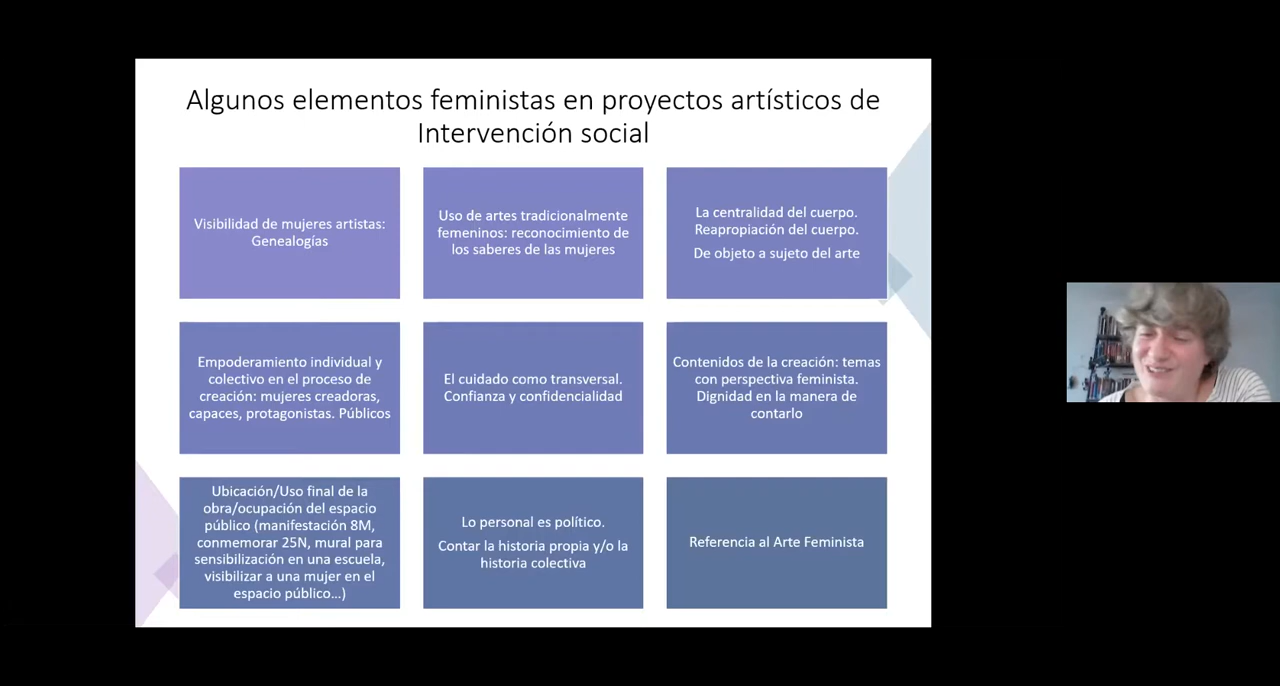 Algunos elementos feministas en proyectos artísticos de
Intervención social
Visibilidad de mujeres artistas:
Genealogías
Uso de artes tradicionalmente
femeninos: reconocimiento de
los saberes de las mujeres
La centralidad del cuerpo.
Reapropiación del cuerpo.
De objeto a sujeto del arte
Empoderamiento individual y
colectivo en el proceso de
creación: mujeres creadoras,
capaces, protagonistas. Públicos
El cuidado como transversal.
Confianza y confidencialidad
Contenidos de la creación: temas
con perspectiva feminista.
Dignidad en la manera de
contarlo
Ubicación/Uso final de la
obra/ocupación del espacio
público (manifestación 8M,
conmemorar 25N, mural para
sensibilización en una escuela,
visibilizar a una mujer en el
espacio público...)
Lo personal es político.
Contar la historia propia y/o la
historia colectiva
Referencia al Arte Feminista